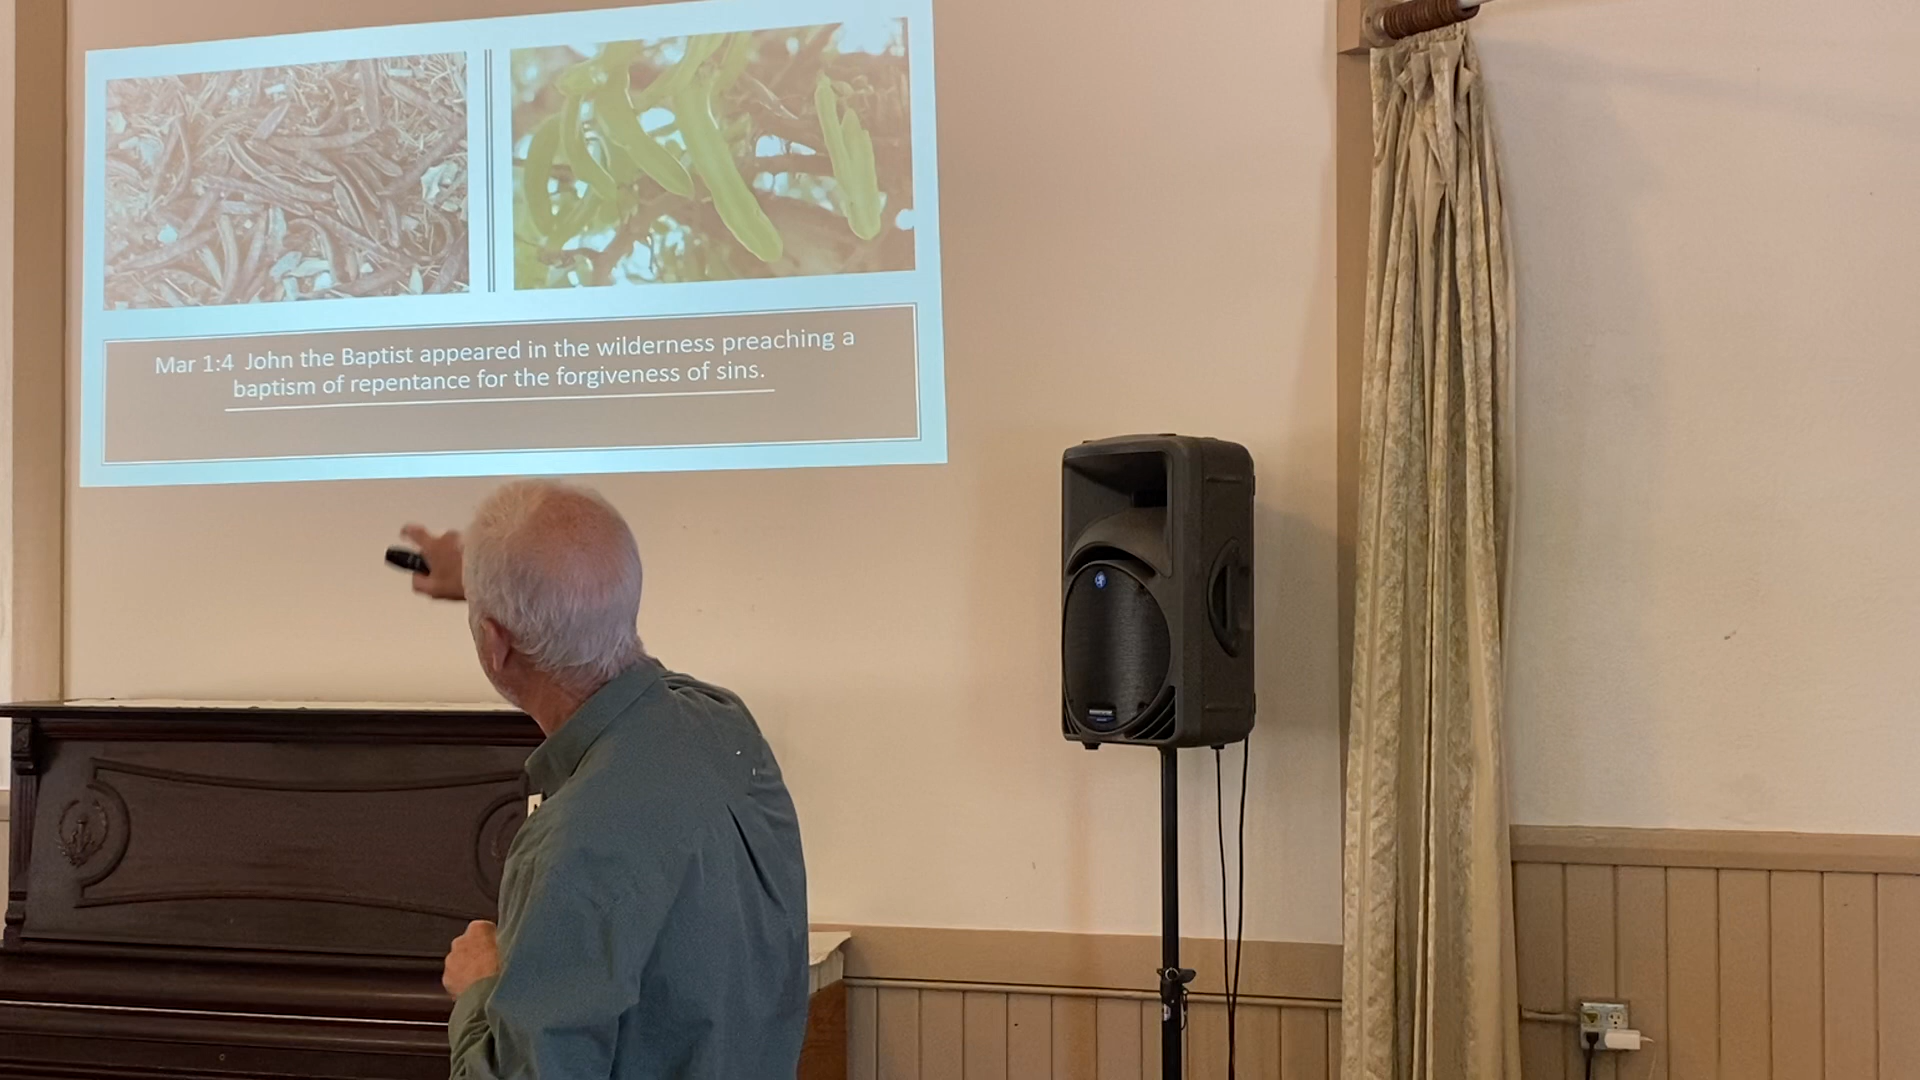 Mar 1:4 John the Baptist appeared in the wilderness preaching a
baptism of repentance for the forgiveness of sins.